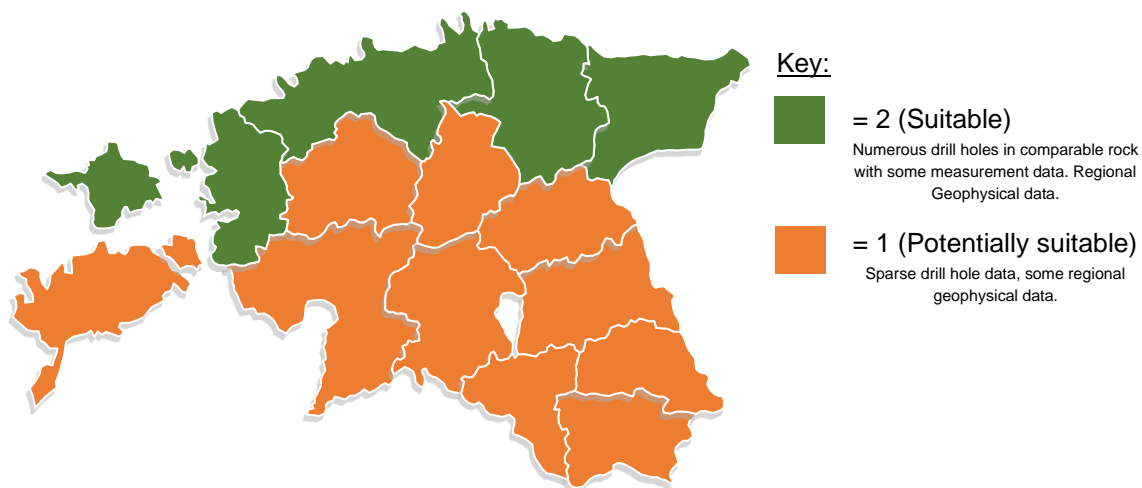 Key:
= 2 (Suitable)
Numerous drill holes in comparable rock
with some measurement data. Regional
Geophysical data.
= 1 (Potentially suitable)
Sparse drill hole data, some regional
geophysical data.